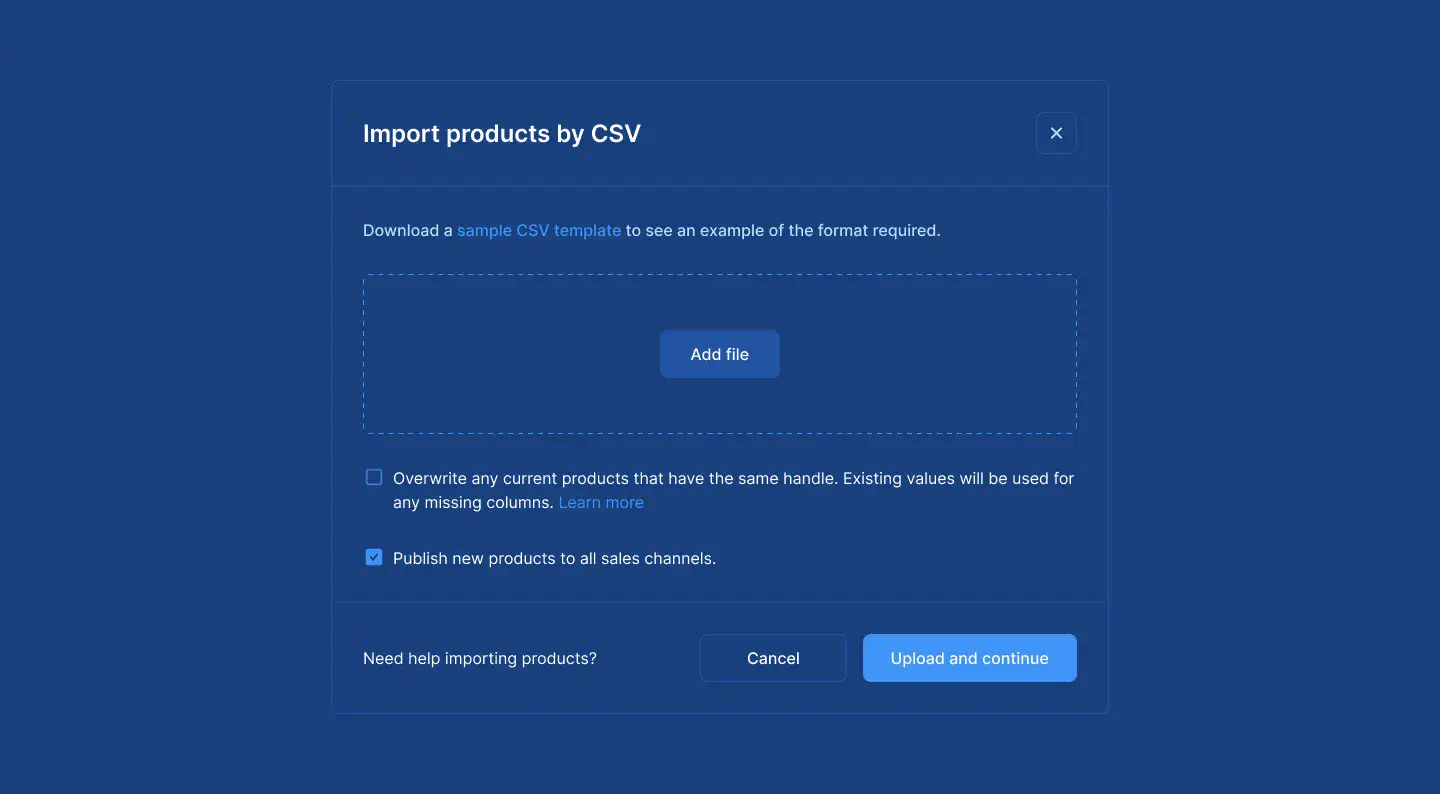 Import products by CSV
Download a sample CSV template to see an example of the format required.
Add file
Overwrite any current products that have the same handle. Existing values will be used for
any missing columns. Learn more
Publish new products to all sales channels.
Need help importing products?
Cancel
Upload and continue